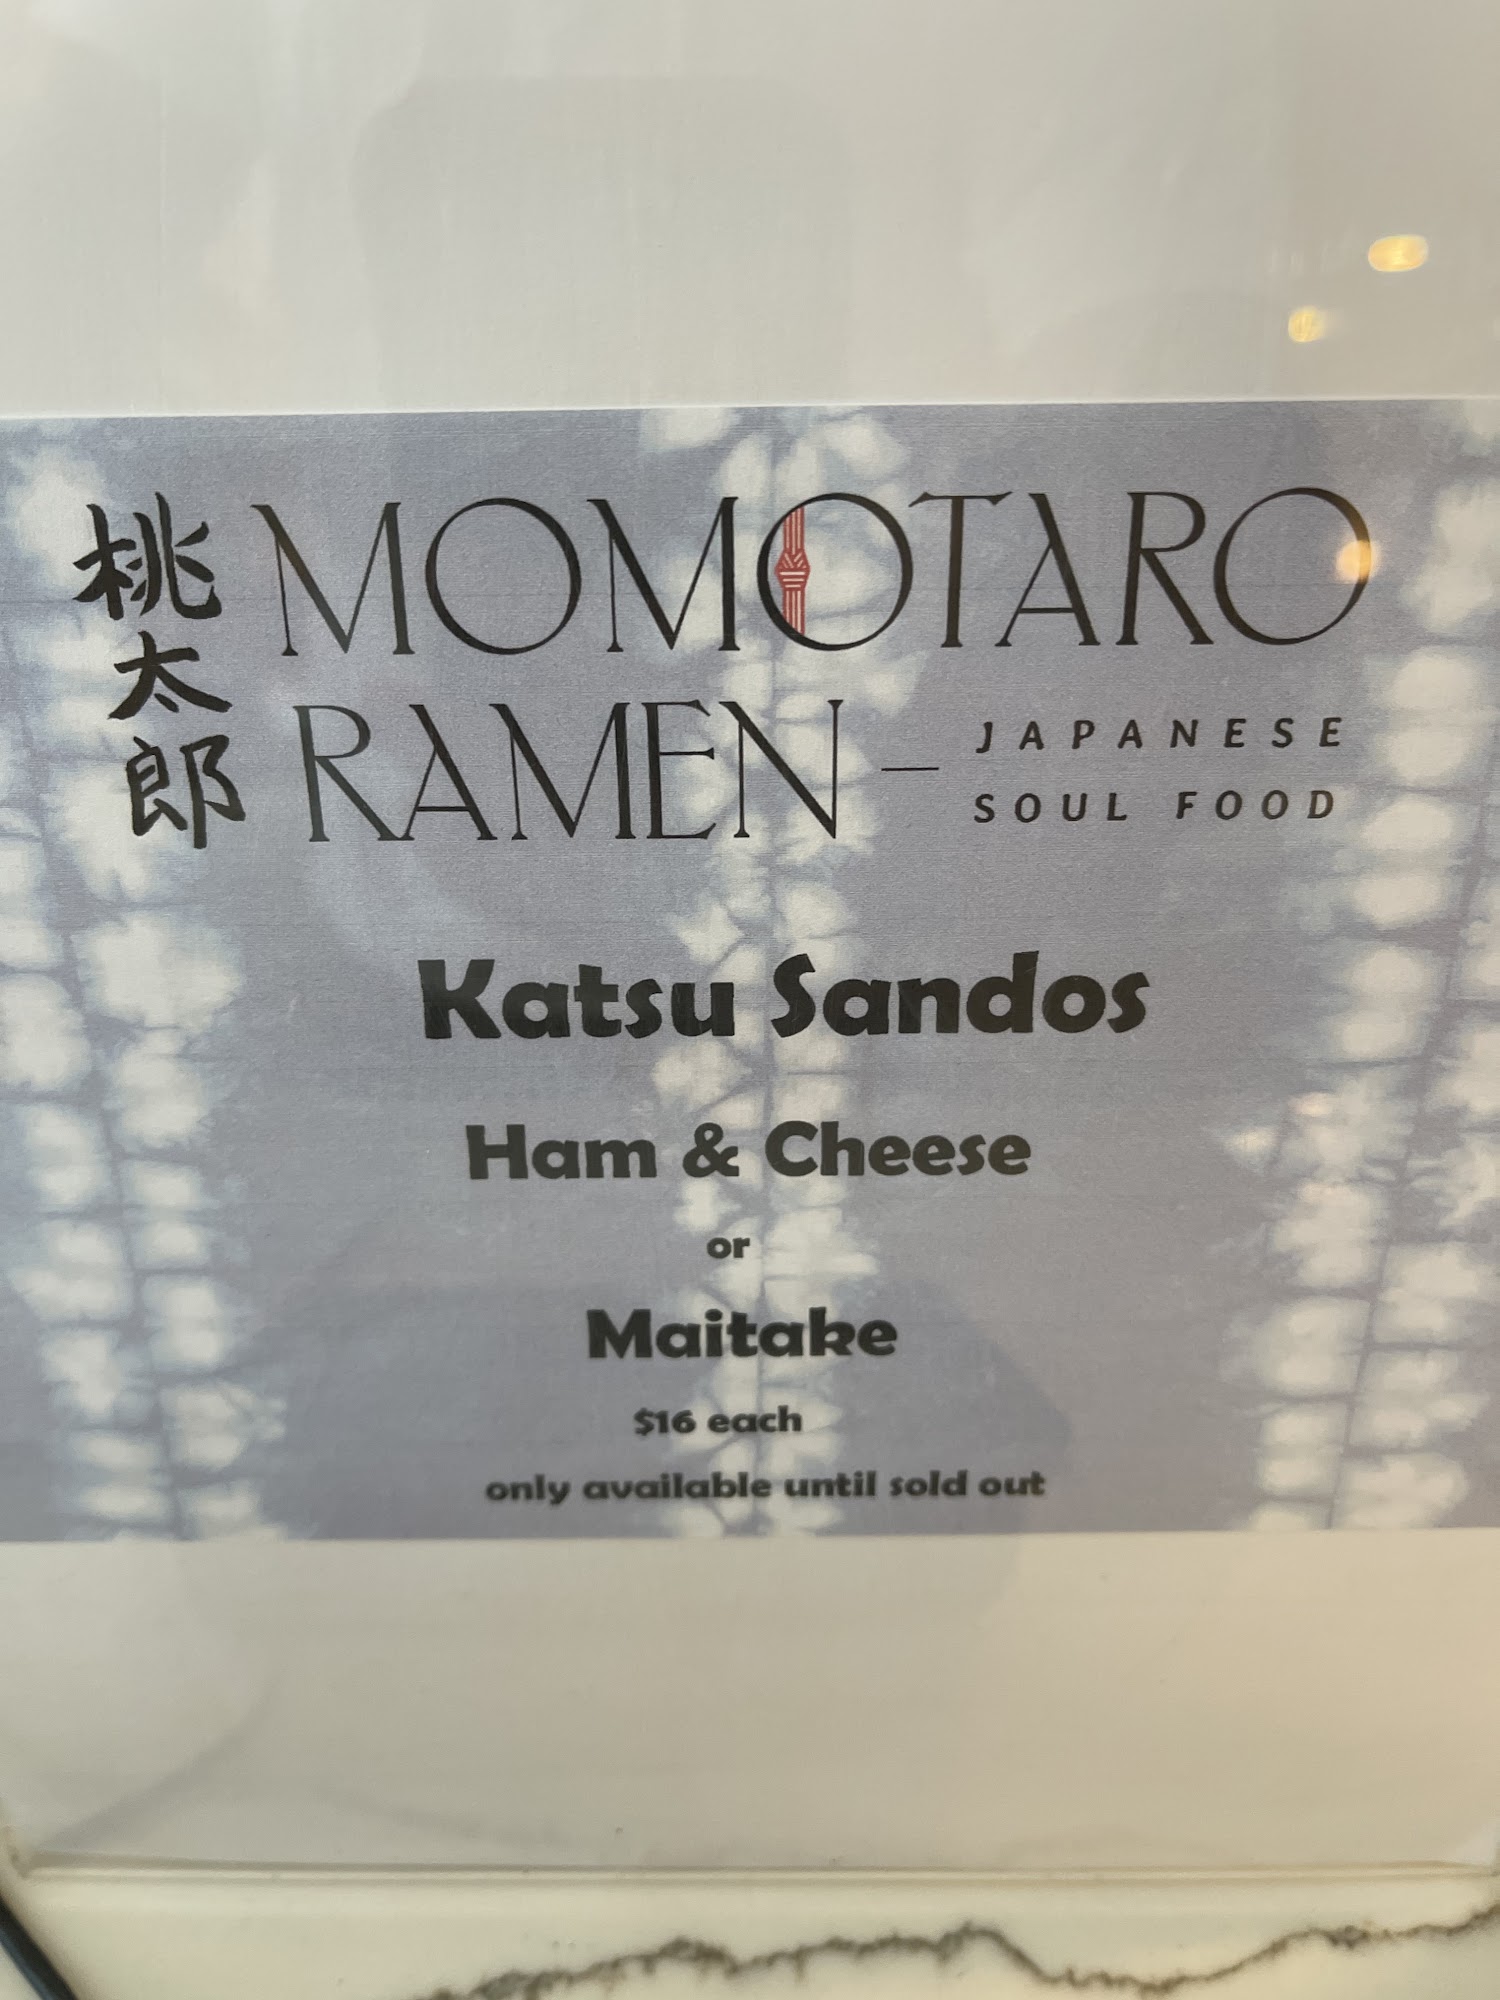 桃太郎
MOMOTARO
RAMEN — JAPANESE
SOUL FOOD
Katsu Sandos
Ham & Cheese
or
Maitake
$16 each
only available until sold out